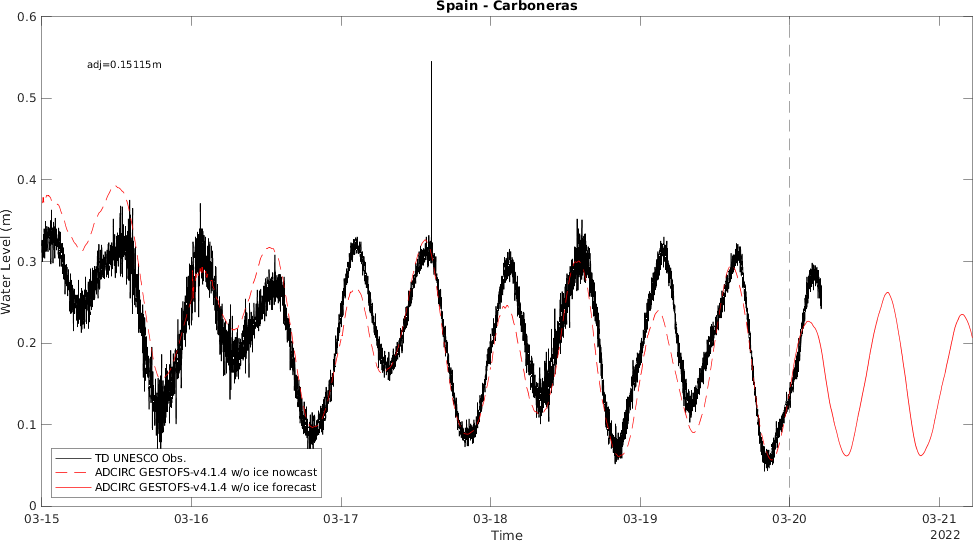 Spain - Carboneras
adj=0.15115m
0.6
0.5
0.4
0.3
0.2
0.1
0
Water Level (m)
TD UNESCO Obs.
ADCIRC GESTOFS-v4.1.4 w/o ice nowcast
ADCIRC GESTOFS-v4.1.4 w/o ice forecast
03-15 03-16 03-17 03-18 03-19 03-20 03-21
Time 2022